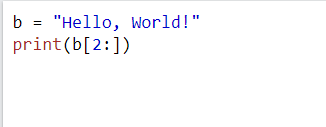 b = "Hello, World!"
print(b[2:])